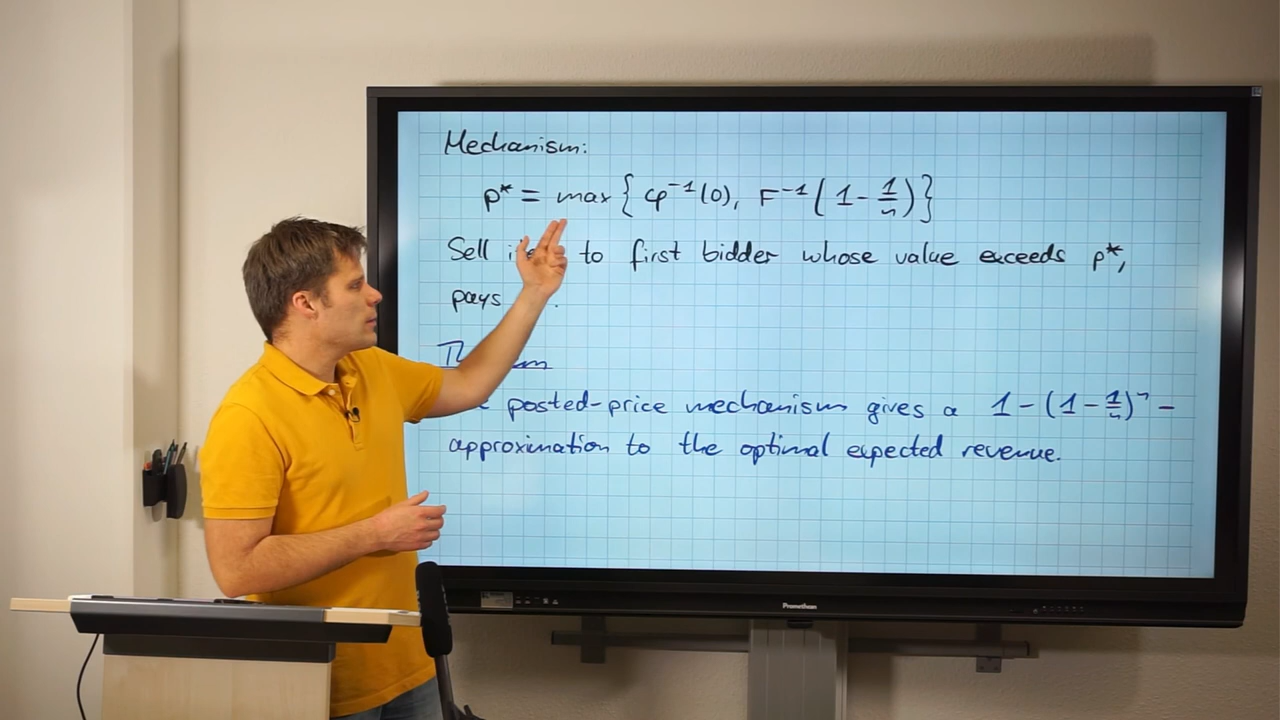 Mechanism:
p* = max { φ⁻¹(0), F⁻¹(1 - 1/n) }
Sell to first bidder whose value exceeds p*,
pays
posted-price mechanism gives a 1-(1-1/n)ⁿ-
approximation to the optimal expected revenue.
Promethean